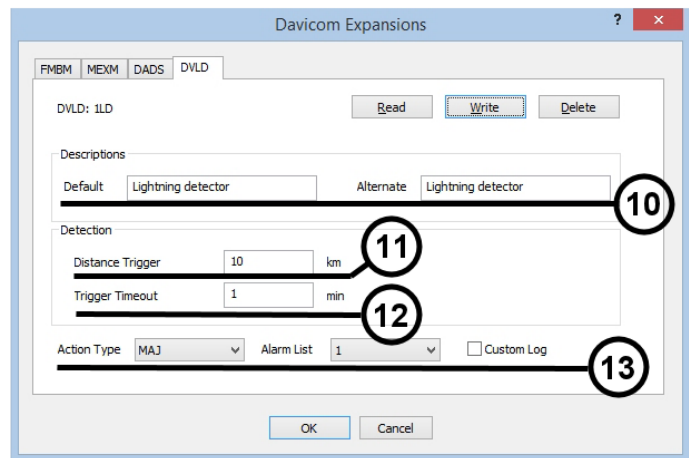 Davicom Expansions ? ×
FMBM MEXM DADS DVLD
DVLD: 1LD Read Write Delete
Descriptions
Default Lightning detector Alternate Lightning detector
10
Detection
11
Distance Trigger 10 km
Trigger Timeout 1 min
12
Action Type MAJ Alarm List 1 Custom Log
13
OK Cancel